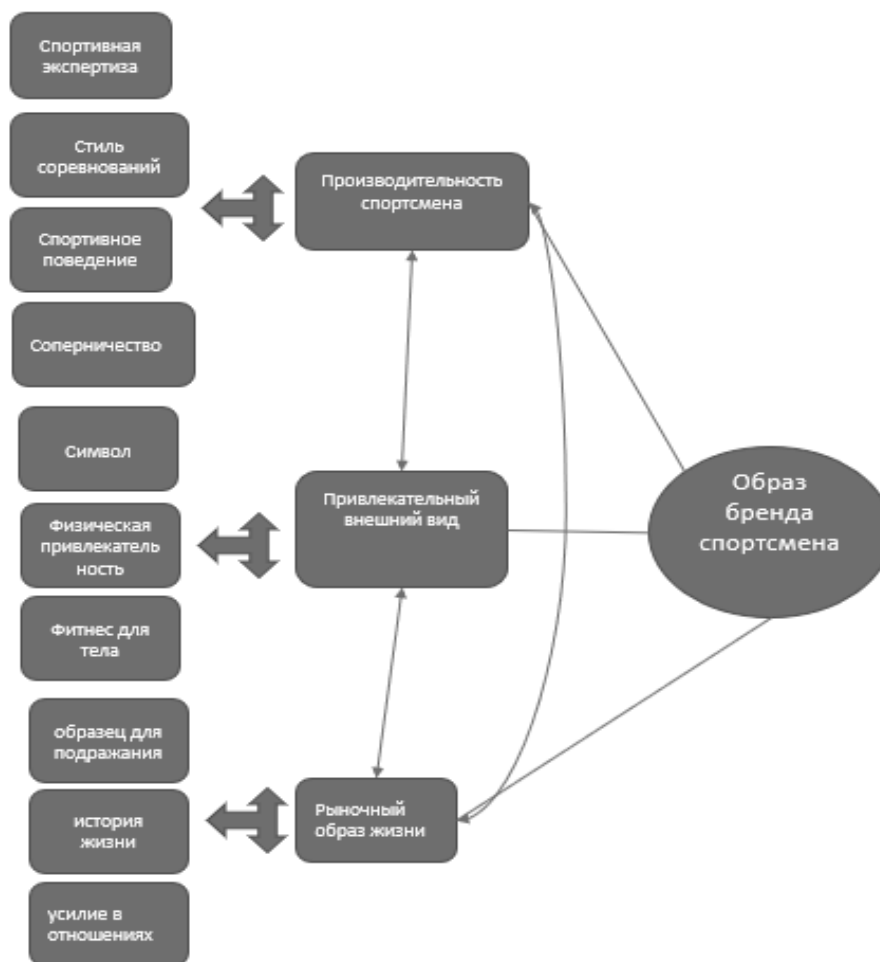 Спортивная
экспертиза
Стиль
соревнований
Спортивное
поведение
Соперничество
Символ
Физическая
привлекатель
ность
Фитнес для
тела
образец для
подражания
история
жизни
усилие в
отношениях
Производительность
спортсмена
Привлекательный
внешний вид
Рыночный
образ жизни
Образ
бренда
спортсмена